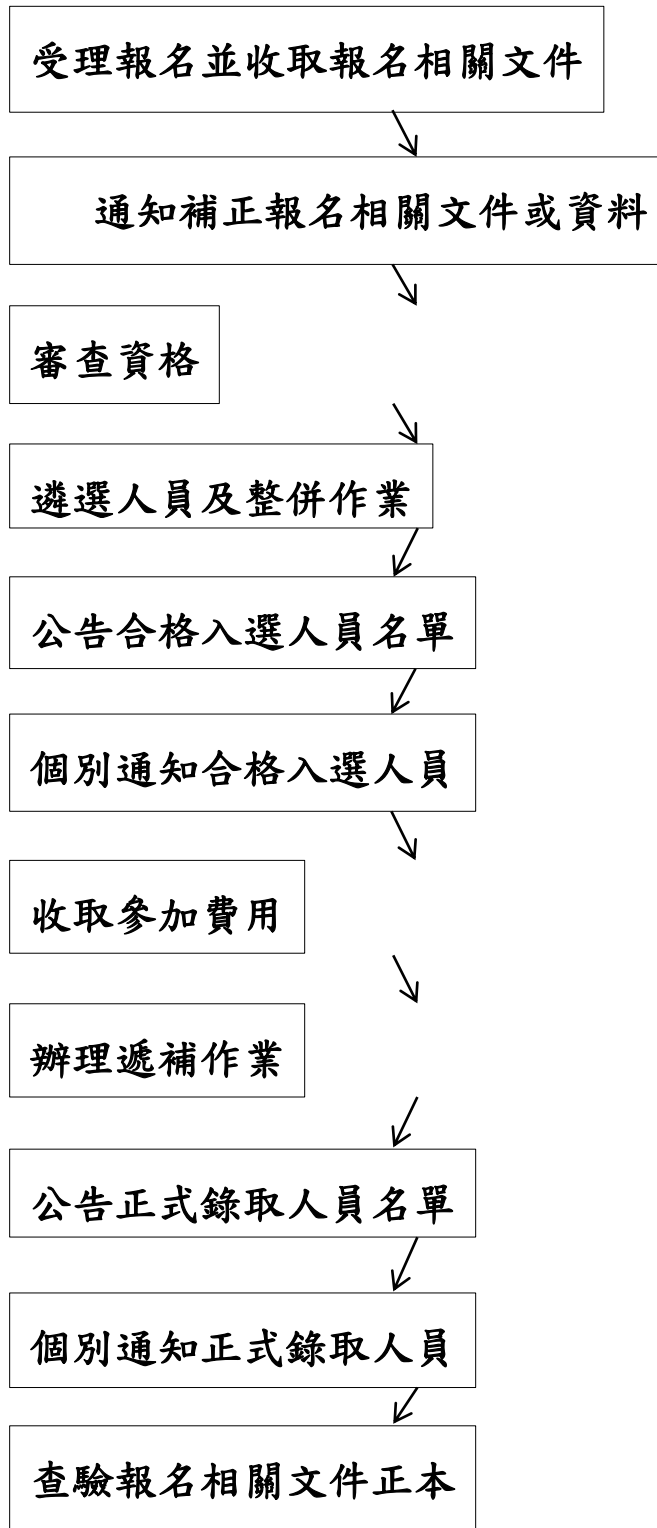 受理報名並收取報名相關文件
通知補正報名相關文件或資料
審查資格
遴選人員及整併作業
公告合格入選人員名單
個別通知合格入選人員
收取參加費用
辦理遞補作業
公告正式錄取人員名單
個別通知正式錄取人員
查驗報名相關文件正本